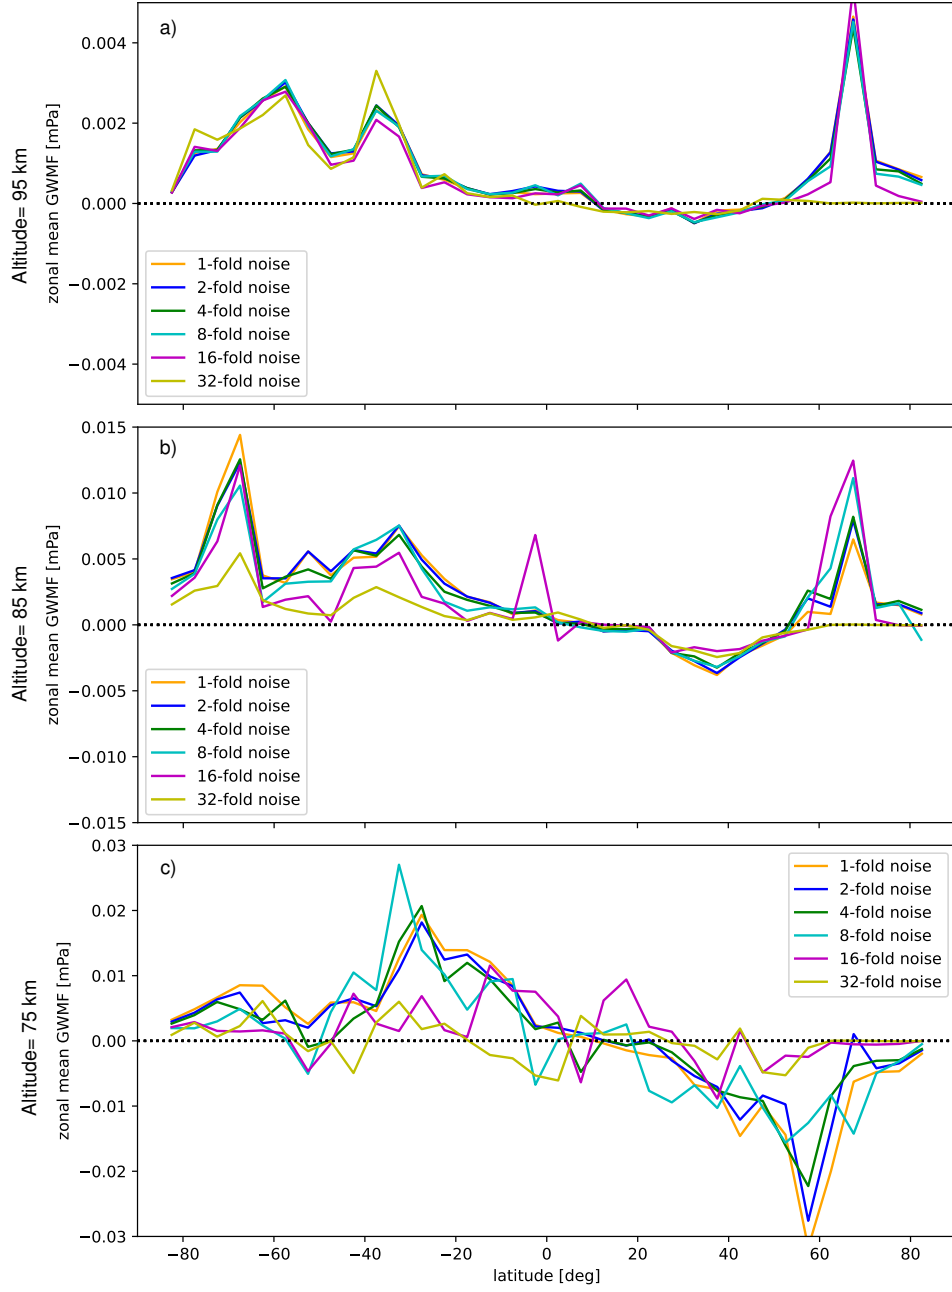 a)
Altitude= 95 km
zonal mean GWMF [mPa]
0.004
0.002
0.000
−0.002
−0.004
1-fold noise
2-fold noise
4-fold noise
8-fold noise
16-fold noise
32-fold noise
b)
Altitude= 85 km
zonal mean GWMF [mPa]
0.015
0.010
0.005
0.000
−0.005
−0.010
−0.015
1-fold noise
2-fold noise
4-fold noise
8-fold noise
16-fold noise
32-fold noise
c)
Altitude= 75 km
zonal mean GWMF [mPa]
0.03
0.02
0.01
0.00
−0.01
−0.02
−0.03
1-fold noise
2-fold noise
4-fold noise
8-fold noise
16-fold noise
32-fold noise
−80 −60 −40 −20 0 20 40 60 80
latitude [deg]